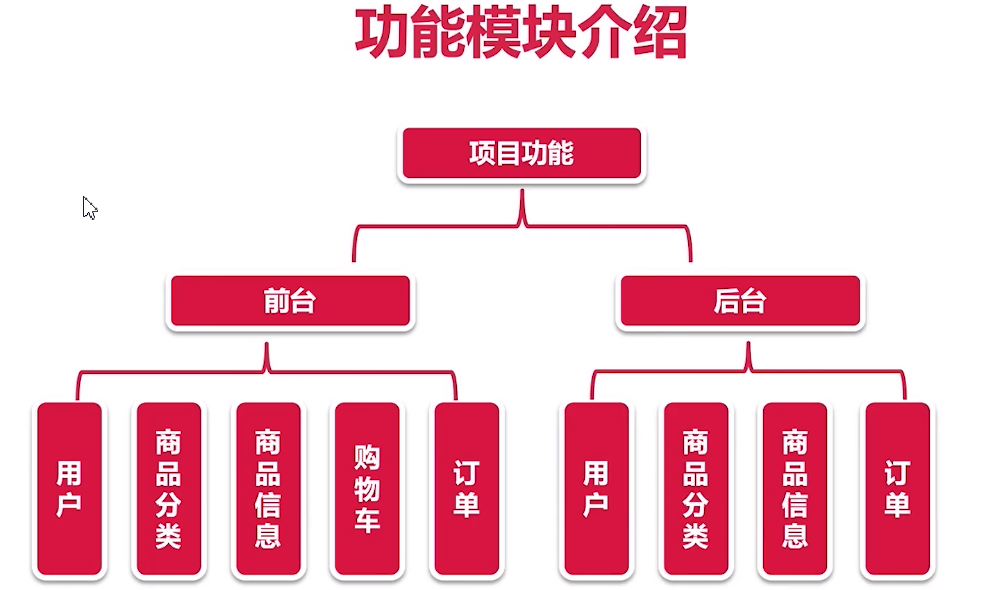 功能模块介绍
项目功能
前台
后台
用户
商品分类
商品信息
购物车
订单
用户
商品分类
商品信息
订单